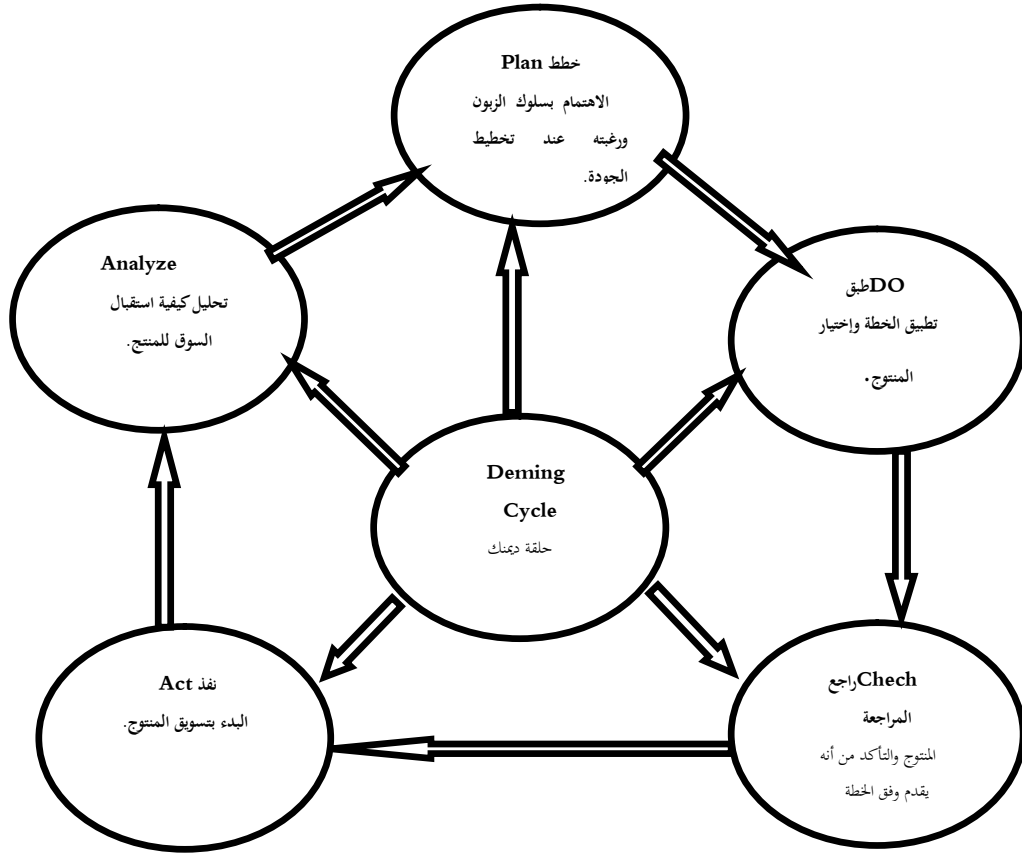 خطط Plan
الاهتمام بسلوك الزبون
ورغبته عند تخطيط
الجودة.
Analyze
تحليل كيفية استقبال
السوق للمنتج.
DOطبق
تطبيق الخطة وإختيار
المنتوج.
Deming
Cycle
حلقة ديمنك
نفذ Act
البدء بتسويق المنتوج.
Chechراجع
المراجعة
المنتوج والتأكد من أنه
يقدم وفق الخطة